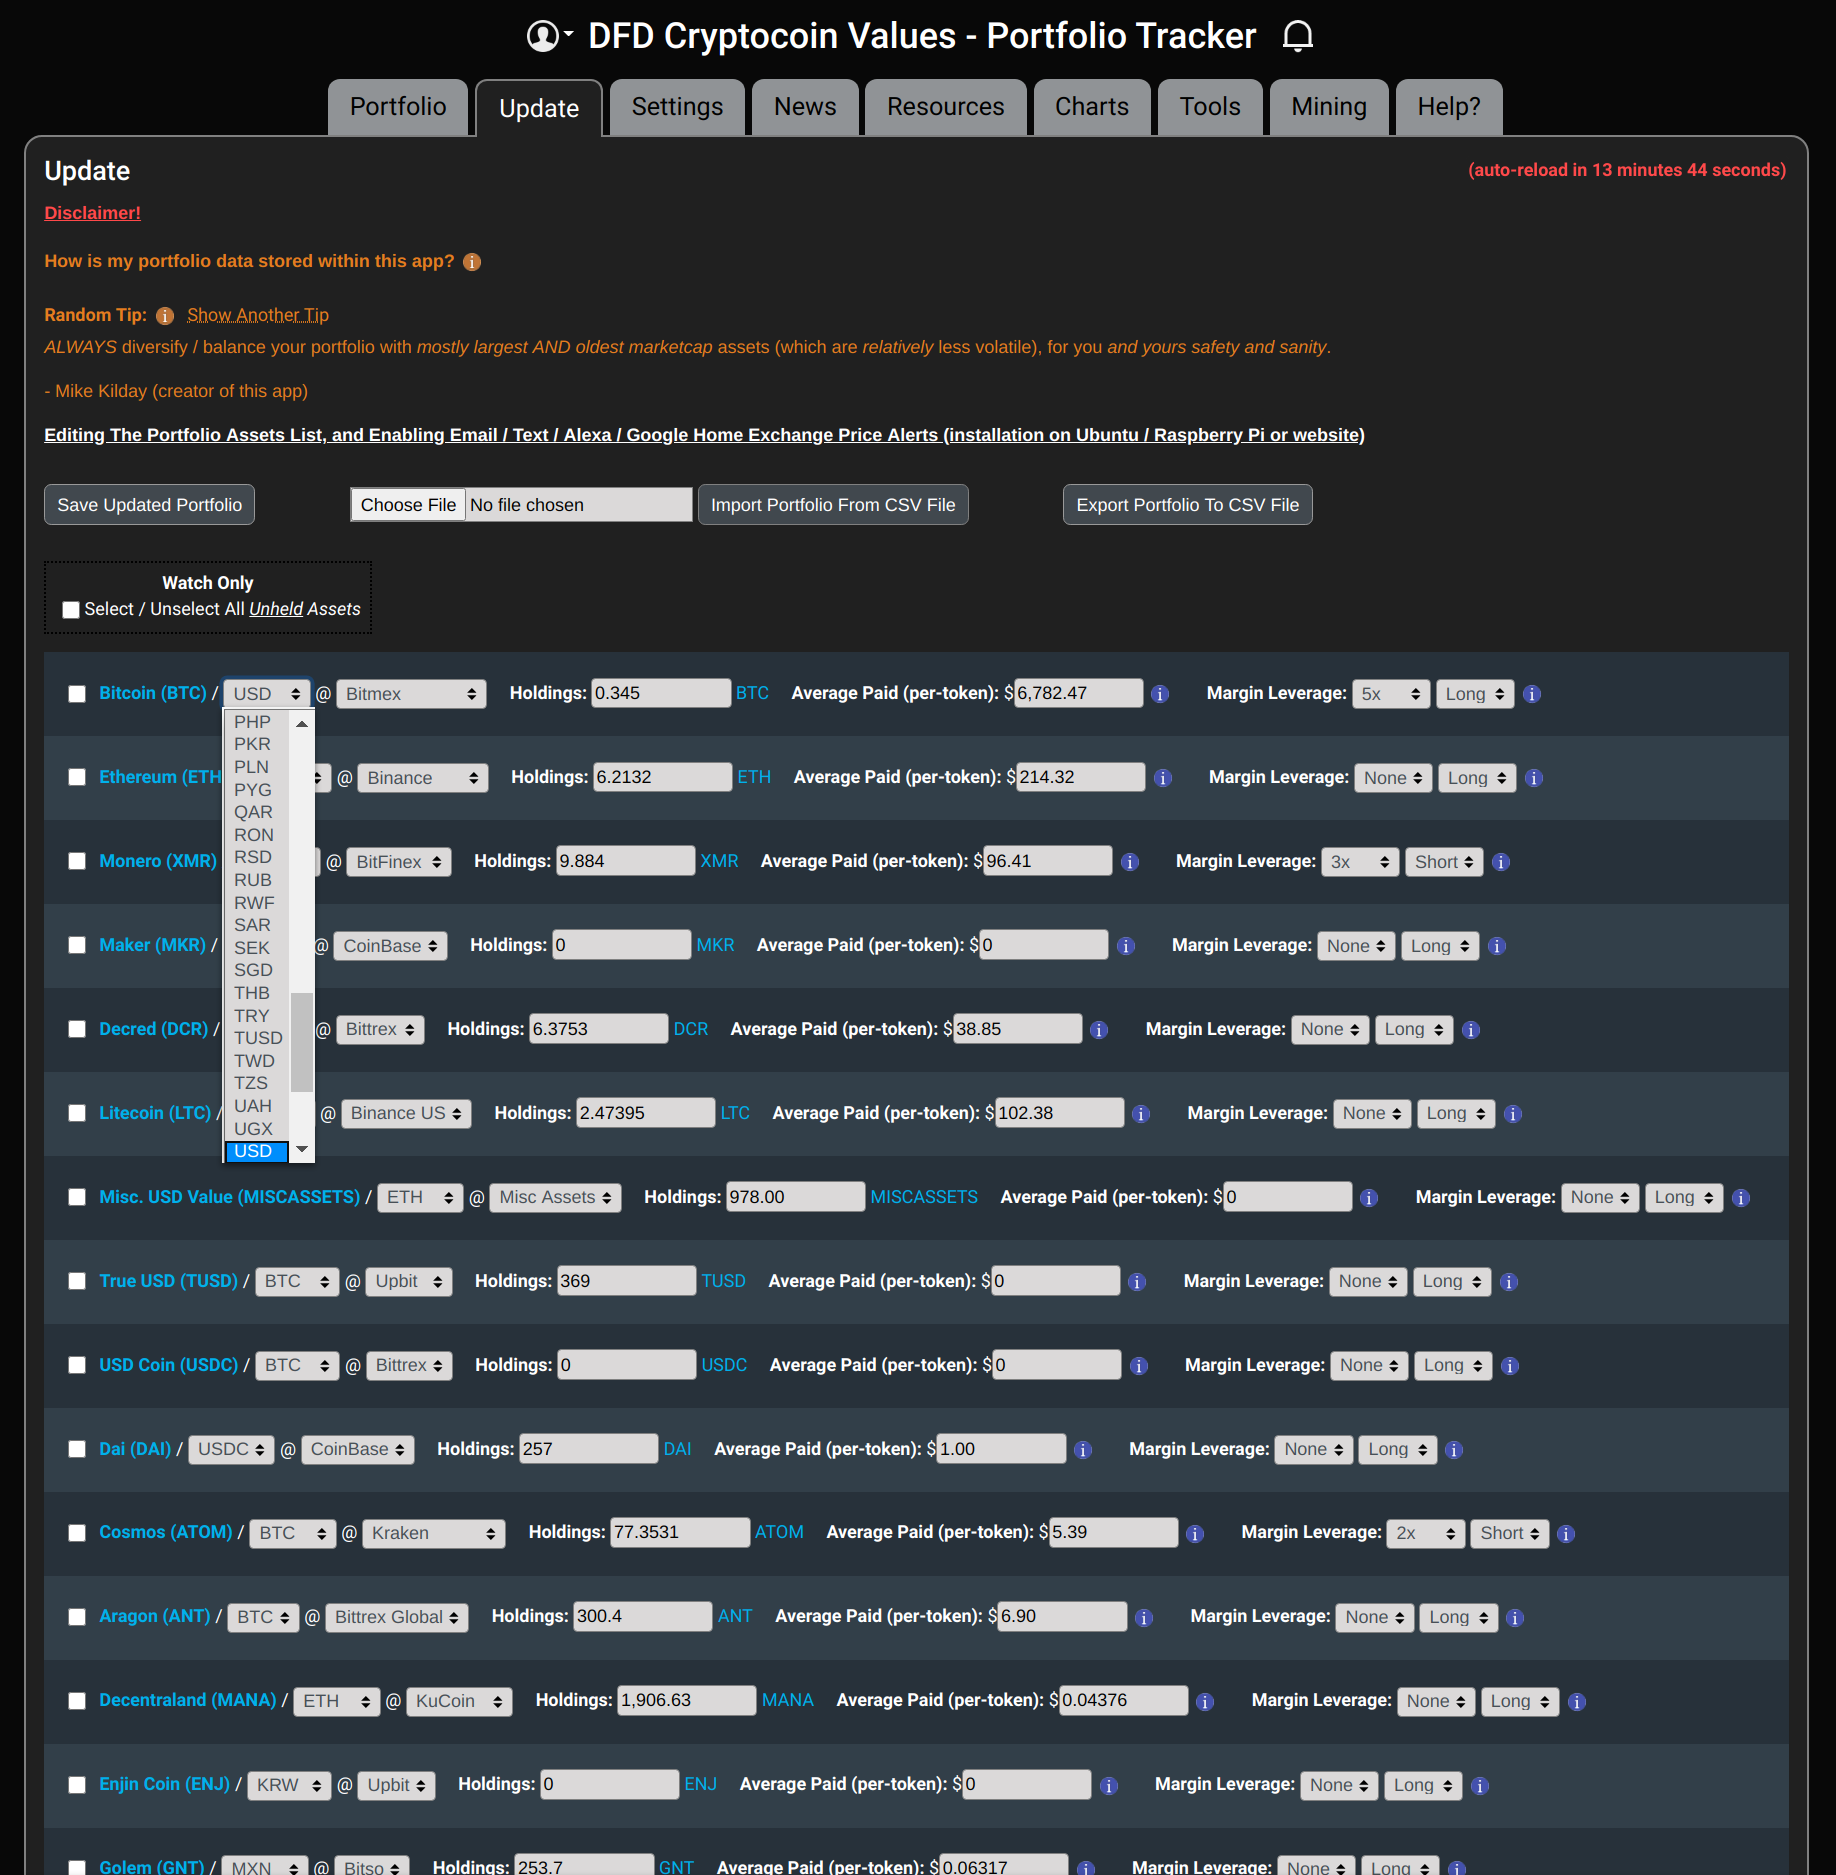 DFD Cryptocoin Values - Portfolio Tracker
Portfolio Update Settings News Resources Charts Tools Mining Help?
Update (auto-reload in 13 minutes 44 seconds)
Disclaimer!
How is my portfolio data stored within this app? i
Random Tip: i Show Another Tip
ALWAYS diversify / balance your portfolio with mostly largest AND oldest marketcap assets (which are relatively less volatile), for you and yours safety and sanity.
- Mike Kilday (creator of this app)
Editing The Portfolio Assets List, and Enabling Email / Text / Alexa / Google Home Exchange Price Alerts (installation on Ubuntu / Raspberry Pi or website)
Save Updated Portfolio Choose File No file chosen Import Portfolio From CSV File Export Portfolio To CSV File
Watch Only
Select / Unselect All Unheld Assets
Bitcoin (BTC) / USD @ Bitmex Holdings: 0.345 BTC Average Paid (per-token): $6,782.47 i Margin Leverage: 5x Long i
PHP
PKR
PLN
PYG
QAR
RON
RSD
RUB
RWF
SAR
SEK
SGD
THB
TRY
TUSD
TWD
TZS
UAH
UGX
USD
Ethereum (ETH @ Binance Holdings: 6.2132 ETH Average Paid (per-token): $214.32 i Margin Leverage: None Long i
Monero (XMR) @ BitFinex Holdings: 9.884 XMR Average Paid (per-token): $96.41 i Margin Leverage: 3x Short i
Maker (MKR) / @ CoinBase Holdings: 0 MKR Average Paid (per-token): $0 i Margin Leverage: None Long i
Decred (DCR) / @ Bittrex Holdings: 6.3753 DCR Average Paid (per-token): $38.85 i Margin Leverage: None Long i
Litecoin (LTC) / @ Binance US Holdings: 2.47395 LTC Average Paid (per-token): $102.38 i Margin Leverage: None Long i
Misc. USD Value (MISCASSETS) / ETH @ Misc Assets Holdings: 978.00 MISCASSETS Average Paid (per-token): $0 i Margin Leverage: None Long i
True USD (TUSD) / BTC @ Upbit Holdings: 369 TUSD Average Paid (per-token): $0 i Margin Leverage: None Long i
USD Coin (USDC) / BTC @ Bittrex Holdings: 0 USDC Average Paid (per-token): $0 i Margin Leverage: None Long i
Dai (DAI) / USDC @ CoinBase Holdings: 257 DAI Average Paid (per-token): $1.00 i Margin Leverage: None Long i
Cosmos (ATOM) / BTC @ Kraken Holdings: 77.3531 ATOM Average Paid (per-token): $5.39 i Margin Leverage: 2x Short i
Aragon (ANT) / BTC @ Bittrex Global Holdings: 300.4 ANT Average Paid (per-token): $6.90 i Margin Leverage: None Long i
Decentraland (MANA) / ETH @ KuCoin Holdings: 1,906.63 MANA Average Paid (per-token): $0.04376 i Margin Leverage: None Long i
Enjin Coin (ENJ) / KRW @ Upbit Holdings: 0 ENJ Average Paid (per-token): $0 i Margin Leverage: None Long i
Golem (GNT) / MXN @ Bitso Holdings: 253.7 GNT Average Paid (per-token): $0.06317 i Margin Leverage: None Long i